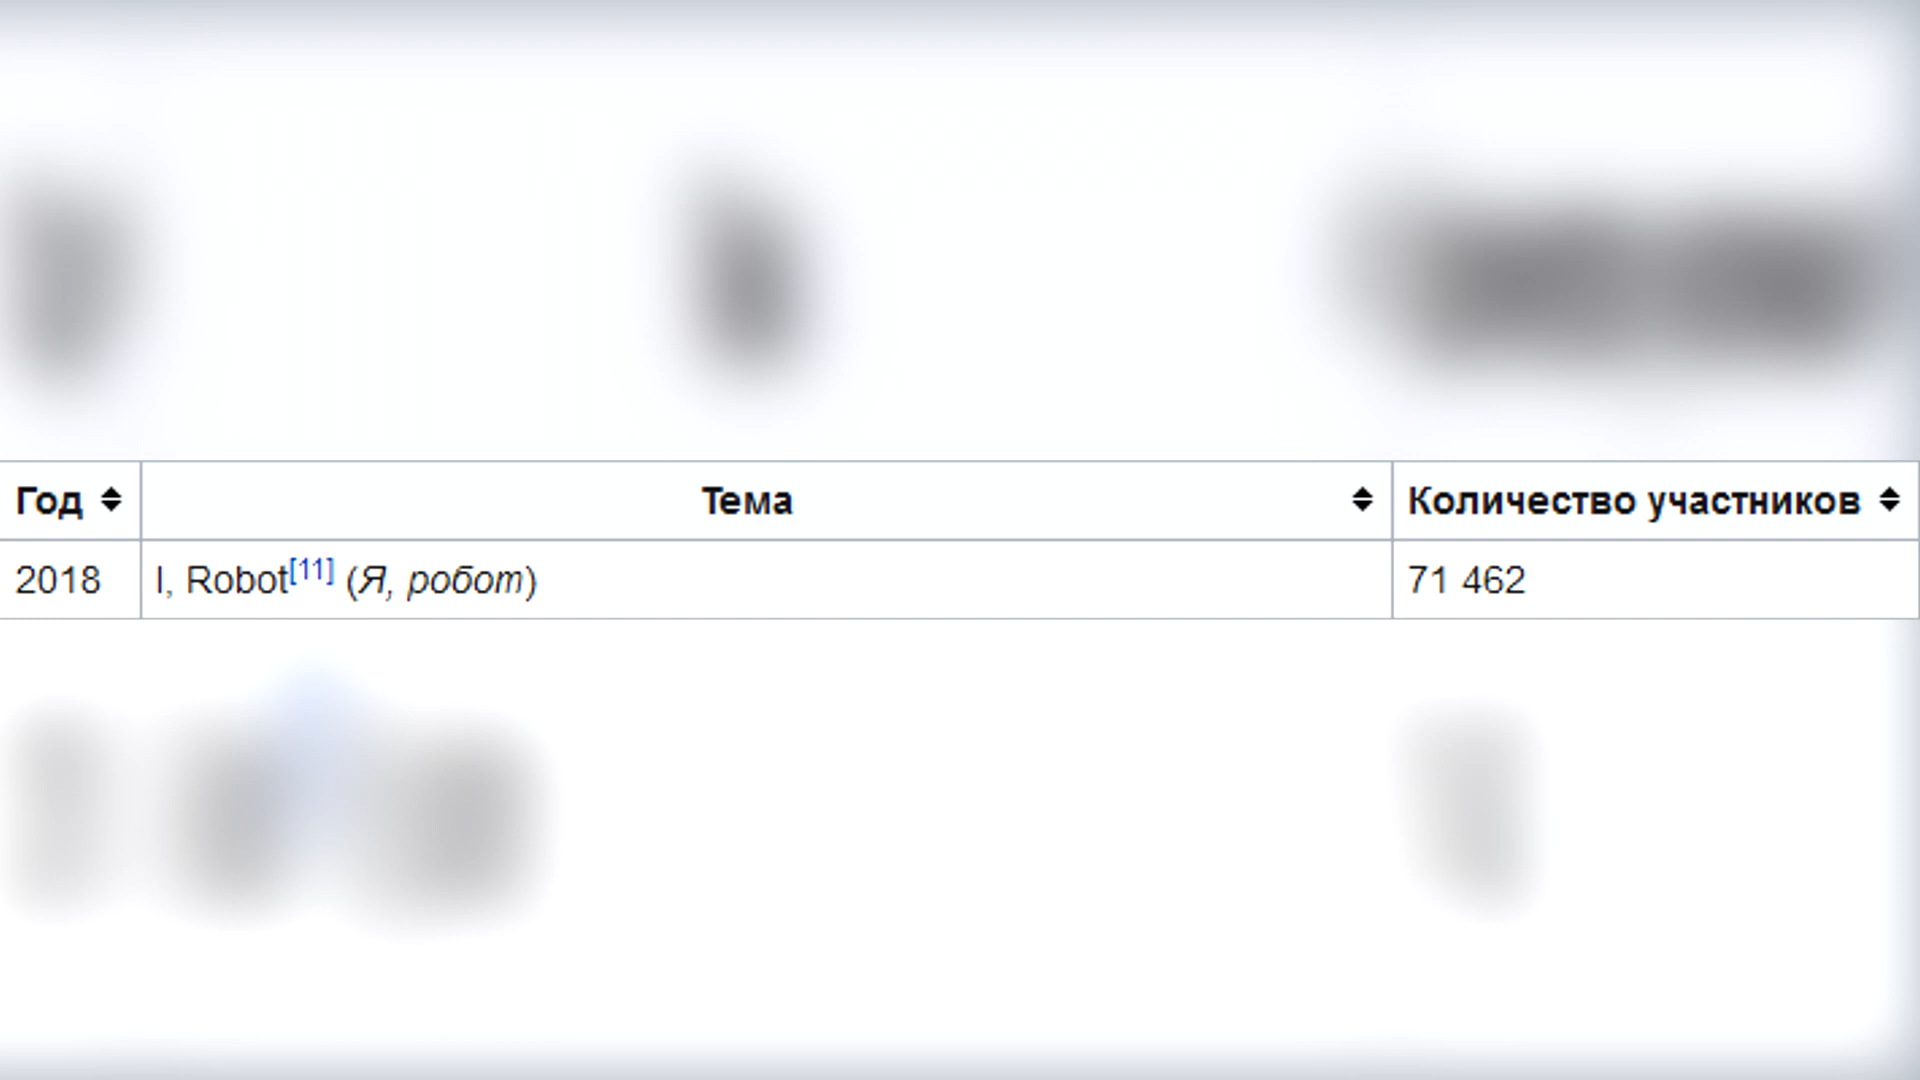 Год Тема Количество участников
2018 I, Robot[11] (Я, робот) 71 462